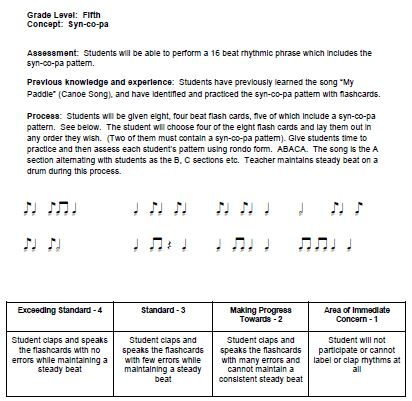 Grade Level: Fifth
Concept: Syn-co-pa
Assessment: Students will be able to perform a 16 beat rhythmic phrase which includes the
syn-co-pa pattern.
Previous knowledge and experience: Students have previously learned the song "My
Paddle" (Canoe Song), and have identified and practiced the syn-co-pa pattern with flashcards.
Process: Students will be given eight, four beat flash cards, five of which include a syn-co-pa
pattern. See below. The student will choose four of the eight flash cards and lay them out in
any order they wish. (Two of them must contain a syn-co-pa pattern). Give students time to
practice and then assess each student's pattern using rondo form. ABACA. The song is the A
section alternating with students as the B, C sections etc. Teacher maintains steady beat on a
drum during this process.
Exceeding Standard - 4
Student claps and speaks
the flashcards with no
errors while maintaining a
steady beat
Standard - 3
Student claps and
speaks the flashcards
with few errors while
maintaining a steady
beat
Making Progress
Towards - 2
Student claps and
speaks the flashcards
with many errors and
cannot maintain a
consistent steady beat
Area of Immediate
Concern - 1
Student will not
participate or cannot
label or clap rhythms at
all